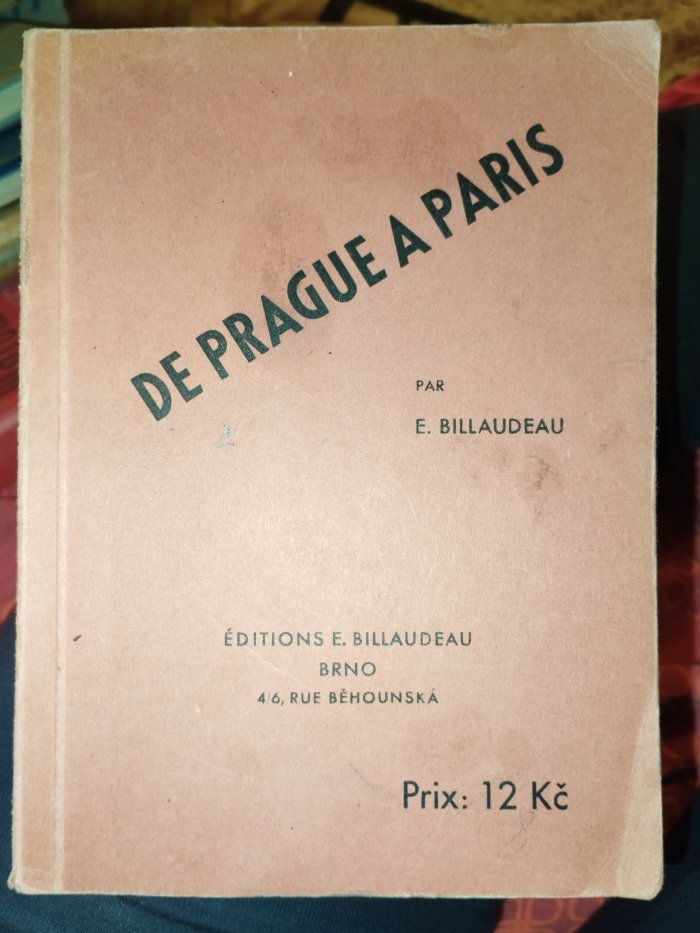 DE PRAGUE A PARIS
PAR
E. BILLAUDEAU
ÉDITIONS E. BILLAUDEAU
BRNO
4/6, RUE BĚHOUNSKÁ
Prix: 12 Kč